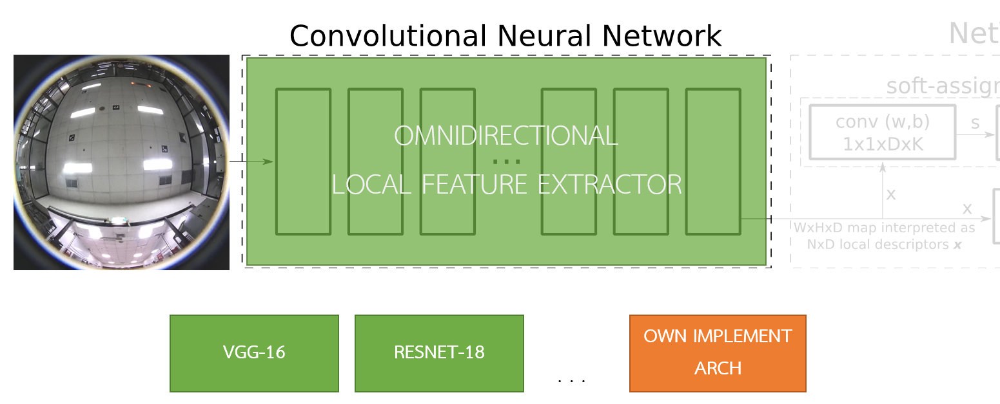 Convolutional Neural Network
soft-assign
conv (w,b)
1x1xDxK
s
OMNIDIRECTIONAL
...
LOCAL FEATURE EXTRACTOR
x
x
WxHxD map interpreted as
NxD local descriptors x
VGG-16
RESNET-18
. . .
OWN IMPLEMENT
ARCH